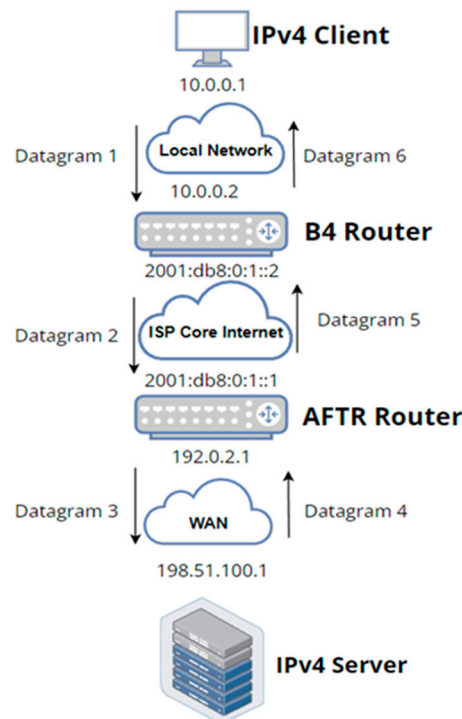 IPv4 Client
10.0.0.1
Datagram 1
Local Network
Datagram 6
10.0.0.2
B4 Router
2001:db8:0:1::2
Datagram 2
ISP Core Internet
Datagram 5
2001:db8:0:1::1
AFTR Router
192.0.2.1
Datagram 3
WAN
Datagram 4
198.51.100.1
IPv4 Server